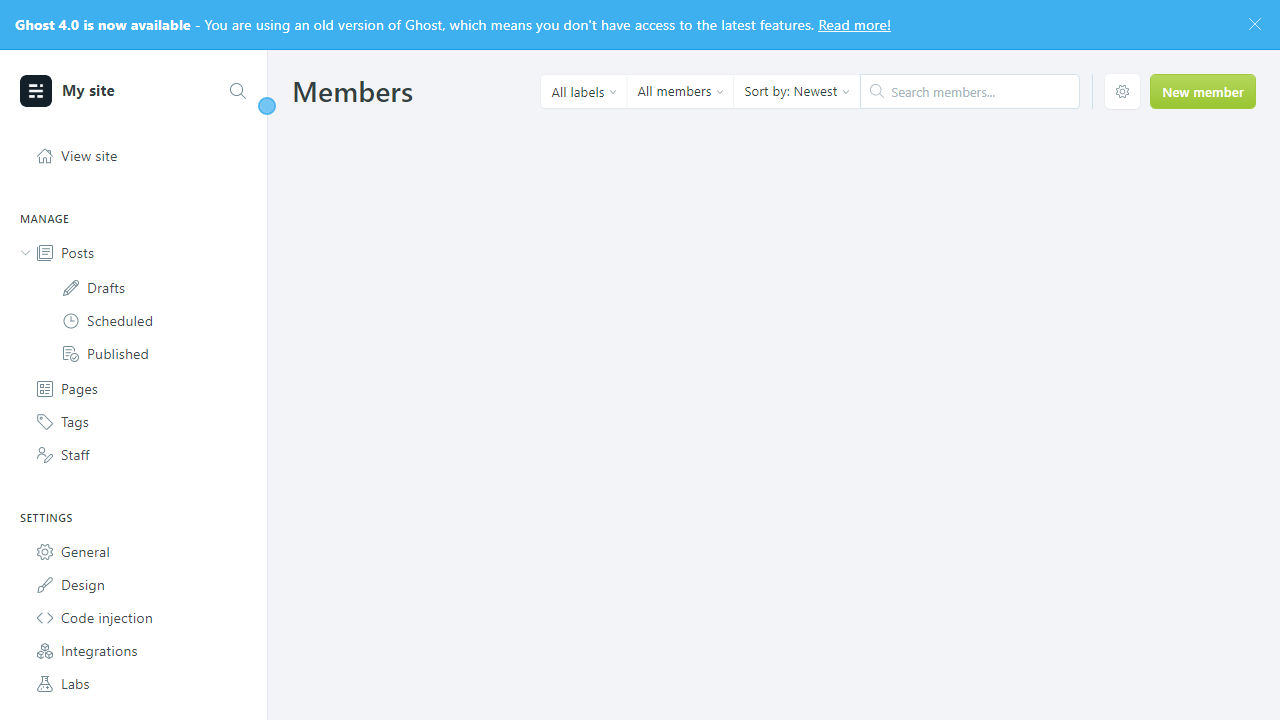 Ghost 4.0 is now available - You are using an old version of Ghost, which means you don't have access to the latest features. Read more!
My site
Members
All labels
All members
Sort by: Newest
Search members...
New member
View site
MANAGE
Posts
Drafts
Scheduled
Published
Pages
Tags
Staff
SETTINGS
General
Design
Code injection
Integrations
Labs